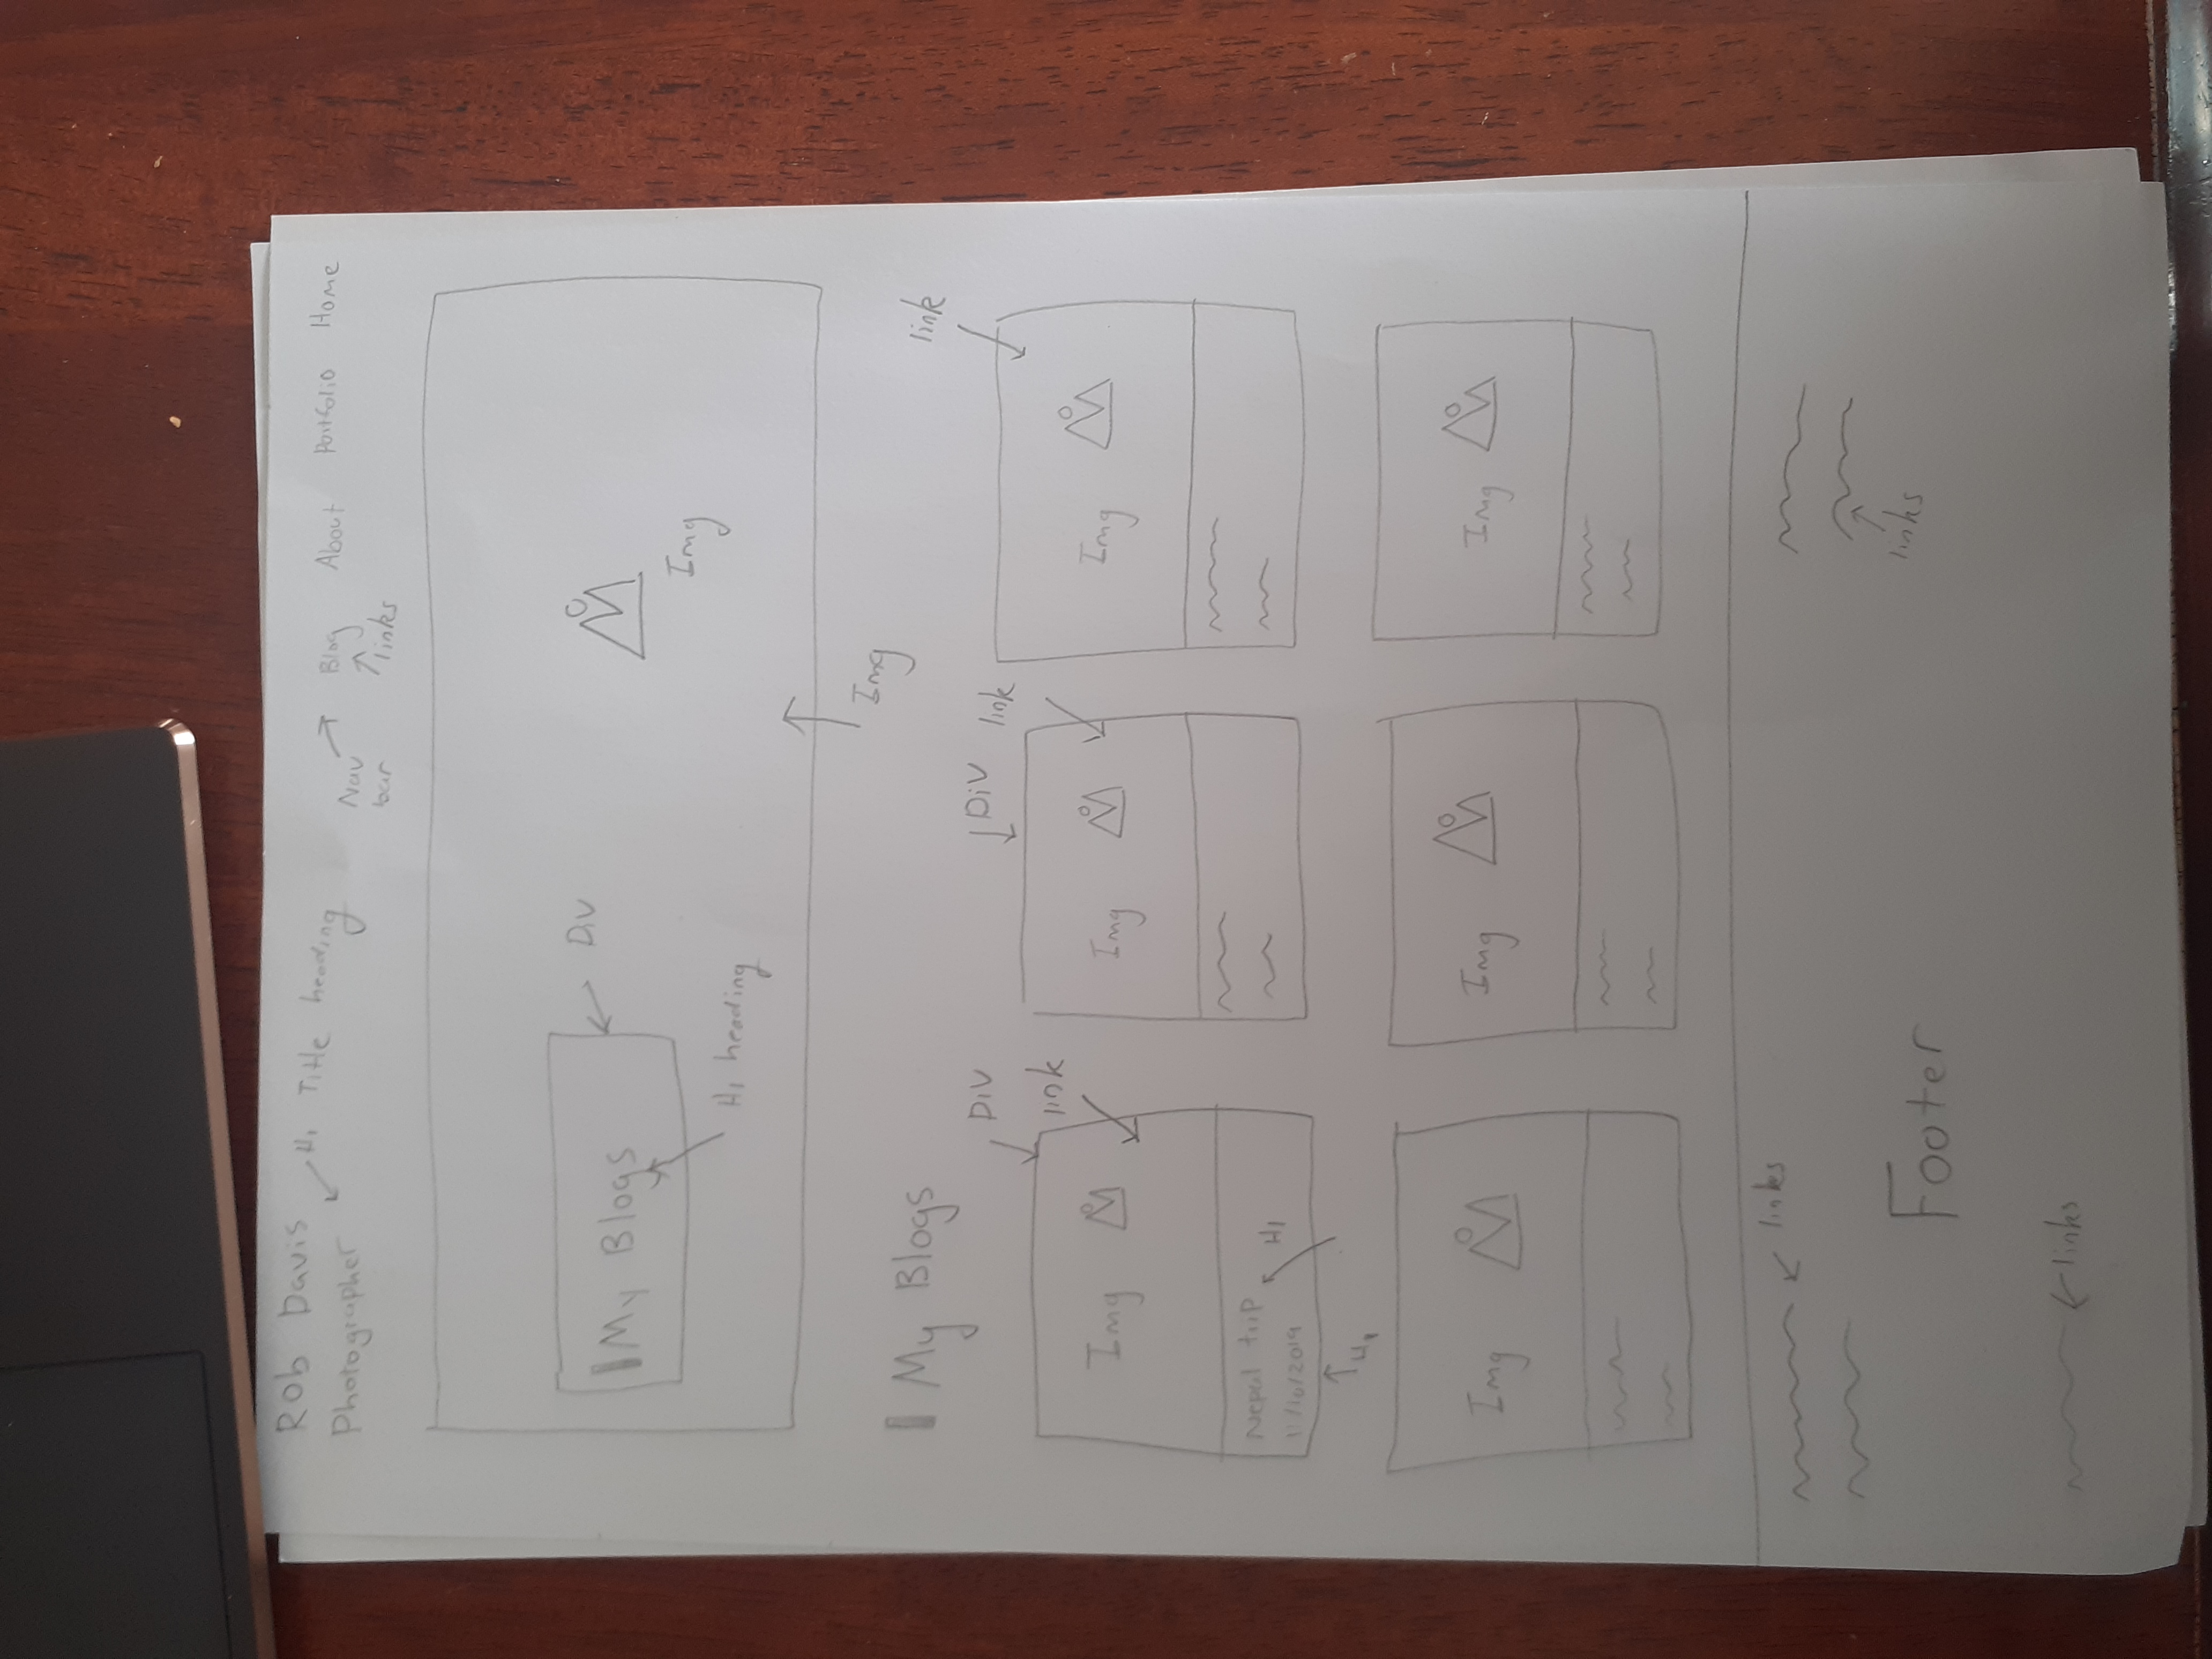 Rob Davis
Photographer
H1 Title heading
Nav
bar
Blog About Portfolio Home
links
My Blogs
Div
H1 heading
Img
Img
My Blogs
DiV
link
DiV
link
link
Img
Img
Img
Nepal trip
11/10/2019
H1
H1
Img
Img
Img
links
links
Footer
links